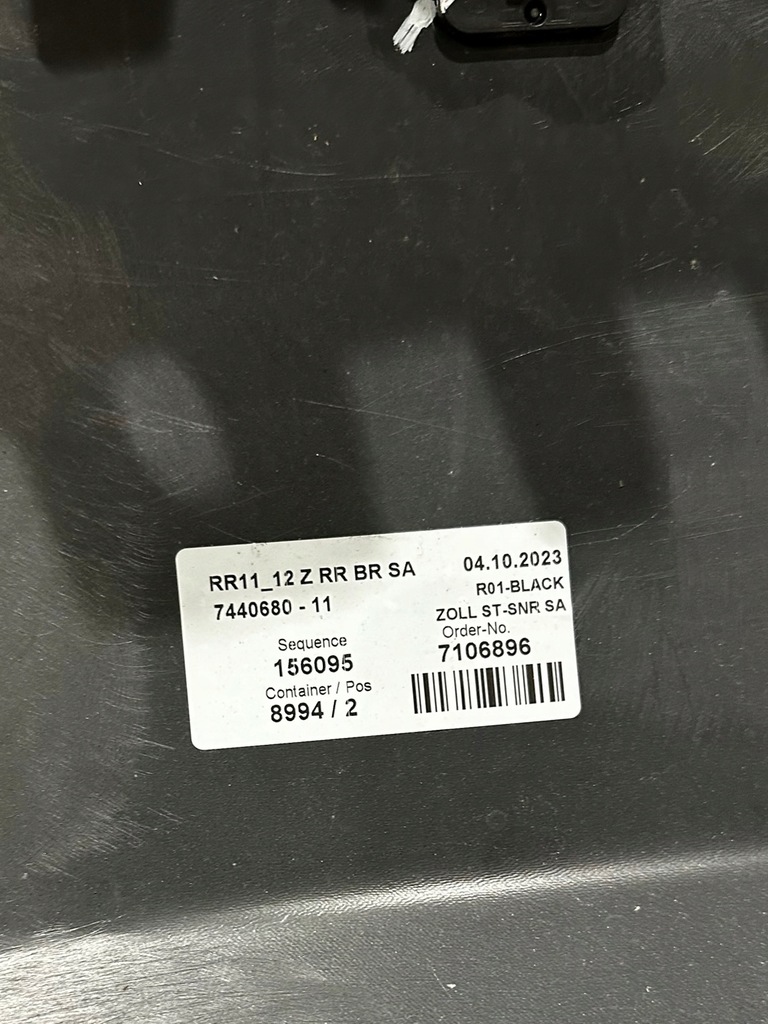 RR11_12 Z RR BR SA
7440680 - 11
Sequence
156095
Container / Pos
8994 / 2
04.10.2023
R01-BLACK
ZOLL ST-SNR SA
Order-No.
7106896